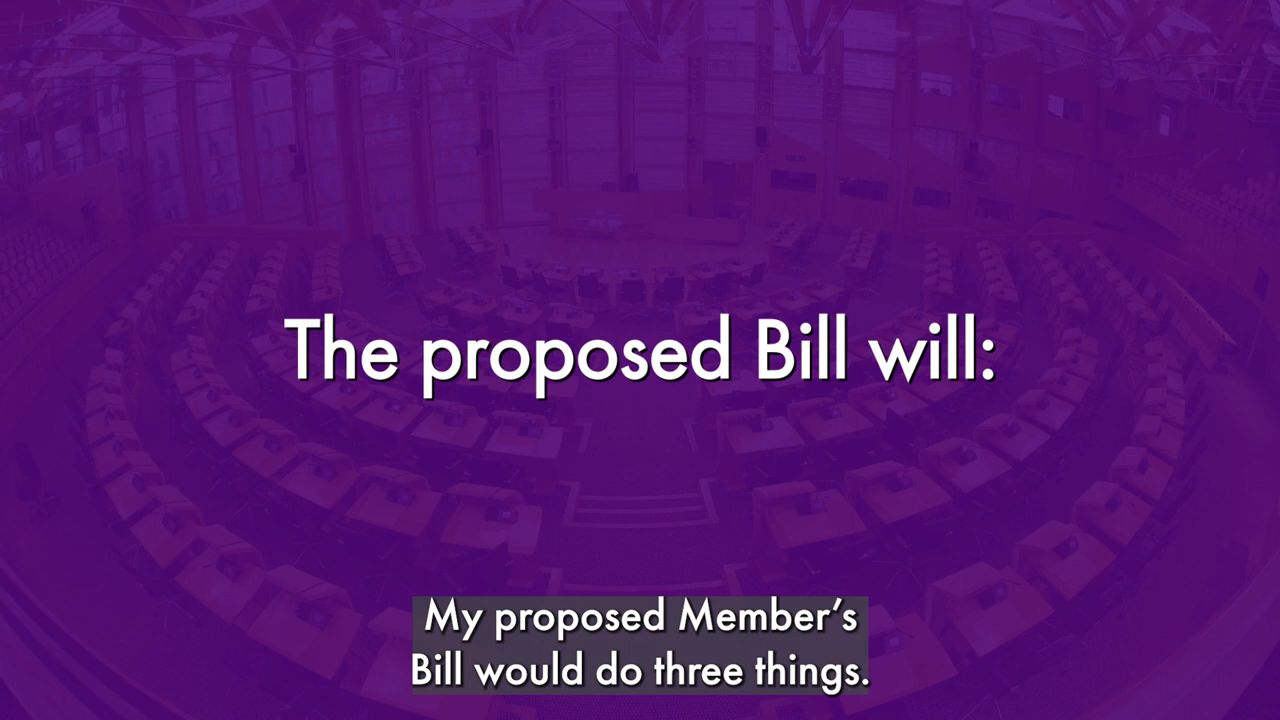 The proposed Bill will:
My proposed Member’s
Bill would do three things.